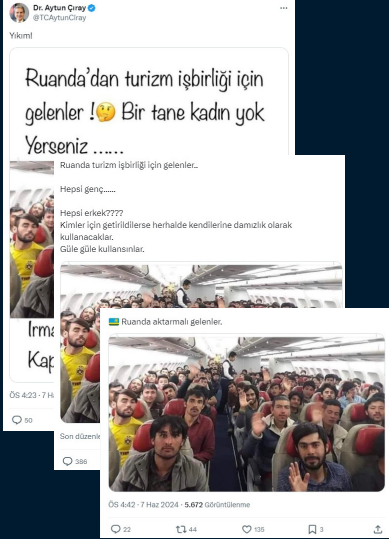 Dr. Aytun Çıray
@TCAytunCiray
Yıkım!
Ruanda'dan turizm işbirliği için
gelenler !🤔 Bir tane kadın yok
Yerseniz ......
Ruanda turizm işbirliği için gelenler..
Hepsi genç......
Hepsi erkek????
Kimler için getirildilerse herhalde kendilerine damızlık olarak
kullanacaklar.
Güle güle kullansınlar.
🇷🇼 Ruanda aktarmalı gelenler.
Irma
Kap
ÖS 4:23 · 7 Ha
50
Son düzenle
386
ÖS 4:42 · 7 Haz 2024 · 5.672 Görüntülenme
22 44 135 3